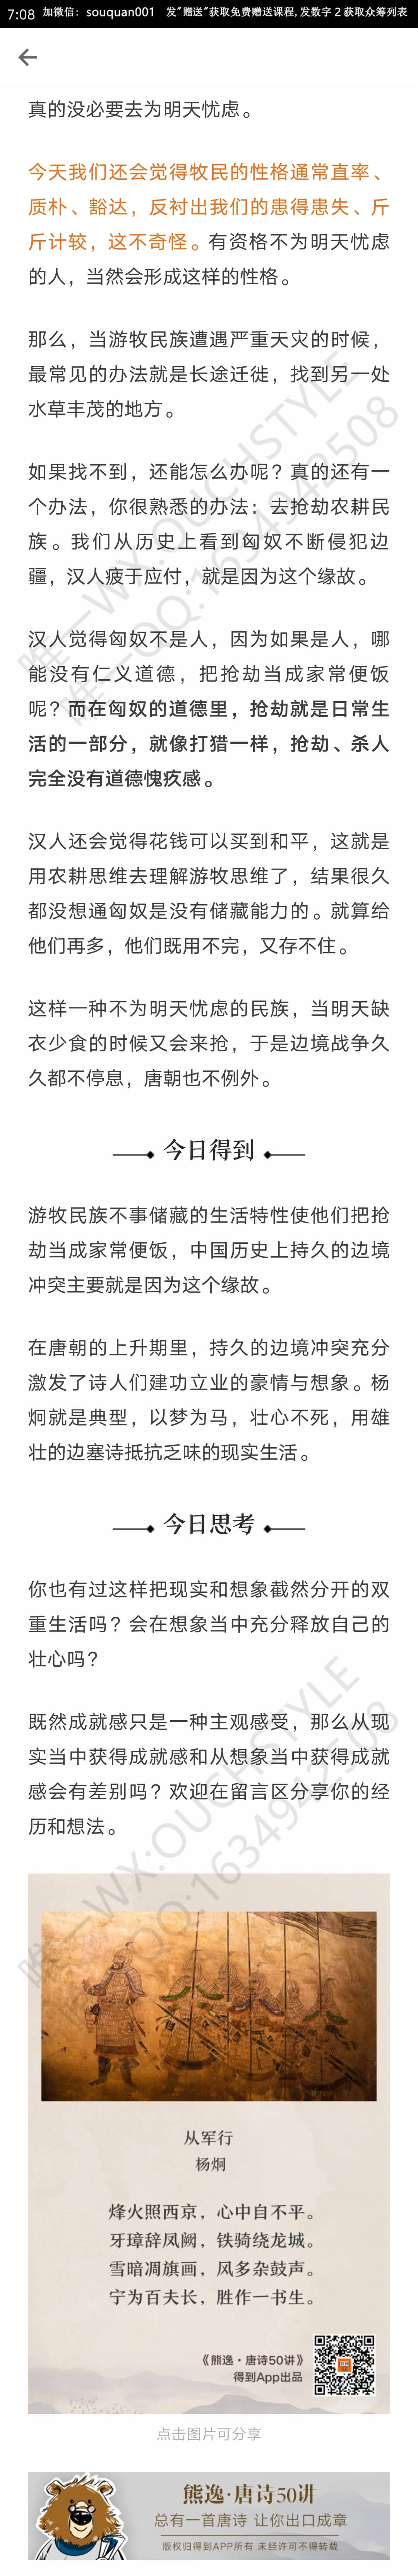 7:08 加微信：souquan001 发"赠送"获取免费赠送课程,发数字 2 获取众筹列表
真的没必要去为明天忧虑。
今天我们还会觉得牧民的性格通常直率、
质朴、豁达，反衬出我们的患得患失、斤
斤计较，这不奇怪。有资格不为明天忧虑
的人，当然会形成这样的性格。
那么，当游牧民族遭遇严重天灾的时候，
最常见的办法就是长途迁徙，找到另一处
水草丰茂的地方。
如果找不到，还能怎么办呢？真的还有一
个办法，你很熟悉的办法：去抢劫农耕民
族。我们从历史上看到匈奴不断侵犯边
疆，汉人疲于应付，就是因为这个缘故。
汉人觉得匈奴不是人，因为如果是人，哪
能没有仁义道德，把抢劫当成家常便饭
呢？而在匈奴的道德里，抢劫就是日常生
活的一部分，就像打猎一样，抢劫、杀人
完全没有道德愧疚感。
汉人还会觉得花钱可以买到和平，这就是
用农耕思维去理解游牧思维了，结果很久
都没想通匈奴是没有储藏能力的。就算给
他们再多，他们既用不完，又存不住。
这样一种不为明天忧虑的民族，当明天缺
衣少食的时候又会来抢，于是边境战争久
久都不停息，唐朝也不例外。
今日得到
游牧民族不事储藏的生活特性使他们把抢
劫当成家常便饭，中国历史上持久的边境
冲突主要就是因为这个缘故。
在唐朝的上升期里，持久的边境冲突充分
激发了诗人们建功立业的豪情与想象。杨
炯就是典型，以梦为马，壮心不死，用雄
壮的边塞诗抵抗乏味的现实生活。
今日思考
你也有过这样把现实和想象截然分开的双
重生活吗？会在想象当中充分释放自己的
壮心吗？
既然成就感只是一种主观感受，那么从现
实当中获得成就感和从想象当中获得成就
感会有差别吗？欢迎在留言区分享你的经
历和想法。
唯一WX:OUCHSTYLE
唯一QQ:1634942508
唯一WX:OUCHSTYLE
QQ:1634942508
从军行
杨炯
烽火照西京，心中自不平。
牙璋辞凤阙，铁骑绕龙城。
雪暗凋旗画，风多杂鼓声。
宁为百夫长，胜作一书生。
《熊逸·唐诗50讲》
得到App出品
点击图片可分享
熊逸·唐诗50讲
总有一首唐诗 让你出口成章
版权归得到APP所有 未经许可不得转载